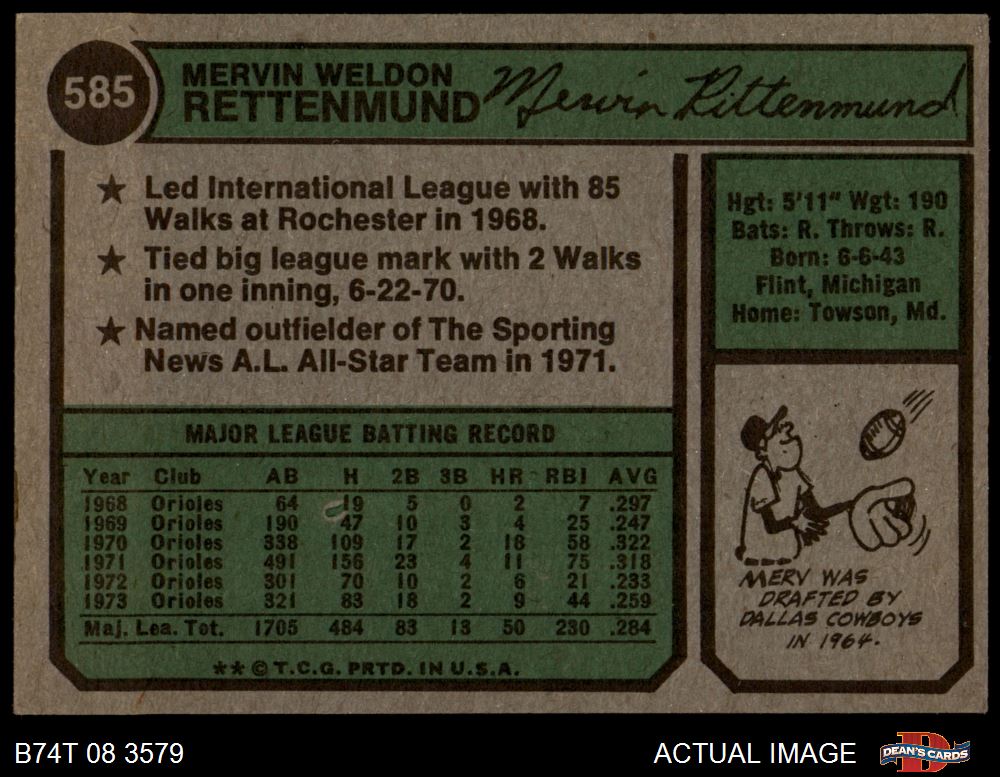 585
MERVIN WELDON
RETTENMUND
Mervin Rettenmund
★ Led International League with 85
Walks at Rochester in 1968.
★ Tied big league mark with 2 Walks
in one inning, 6-22-70.
★ Named outfielder of The Sporting
News A.L. All-Star Team in 1971.
Hgt: 5'11" Wgt: 190
Bats: R. Throws: R.
Born: 6-6-43
Flint, Michigan
Home: Towson, Md.
MAJOR LEAGUE BATTING RECORD
Year Club AB H 2B 3B HR RBI AVG
1968 Orioles 64 19 5 0 2 7 .297
1969 Orioles 190 47 10 3 4 25 .247
1970 Orioles 338 109 17 2 18 58 .322
1971 Orioles 491 156 23 4 11 75 .318
1972 Orioles 301 70 10 2 6 21 .233
1973 Orioles 321 83 18 2 9 44 .259
Maj. Lea. Tot. 1705 484 83 13 50 230 .284
★★ © T.C.G. PRTD. IN U.S.A.
MERV WAS
DRAFTED BY
DALLAS COWBOYS
IN 1964.
B74T 08 3579
ACTUAL IMAGE
DEAN'S CARDS